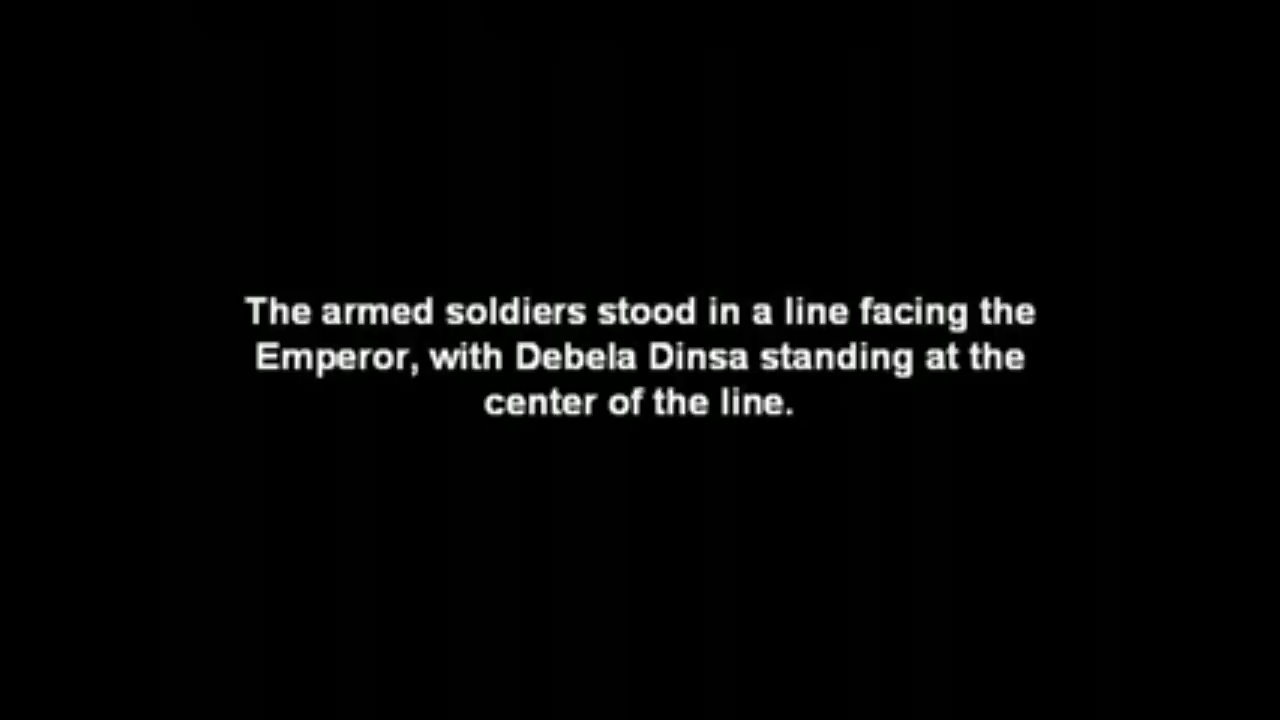 The armed soldiers stood in a line facing the
Emperor, with Debela Dinsa standing at the
center of the line.